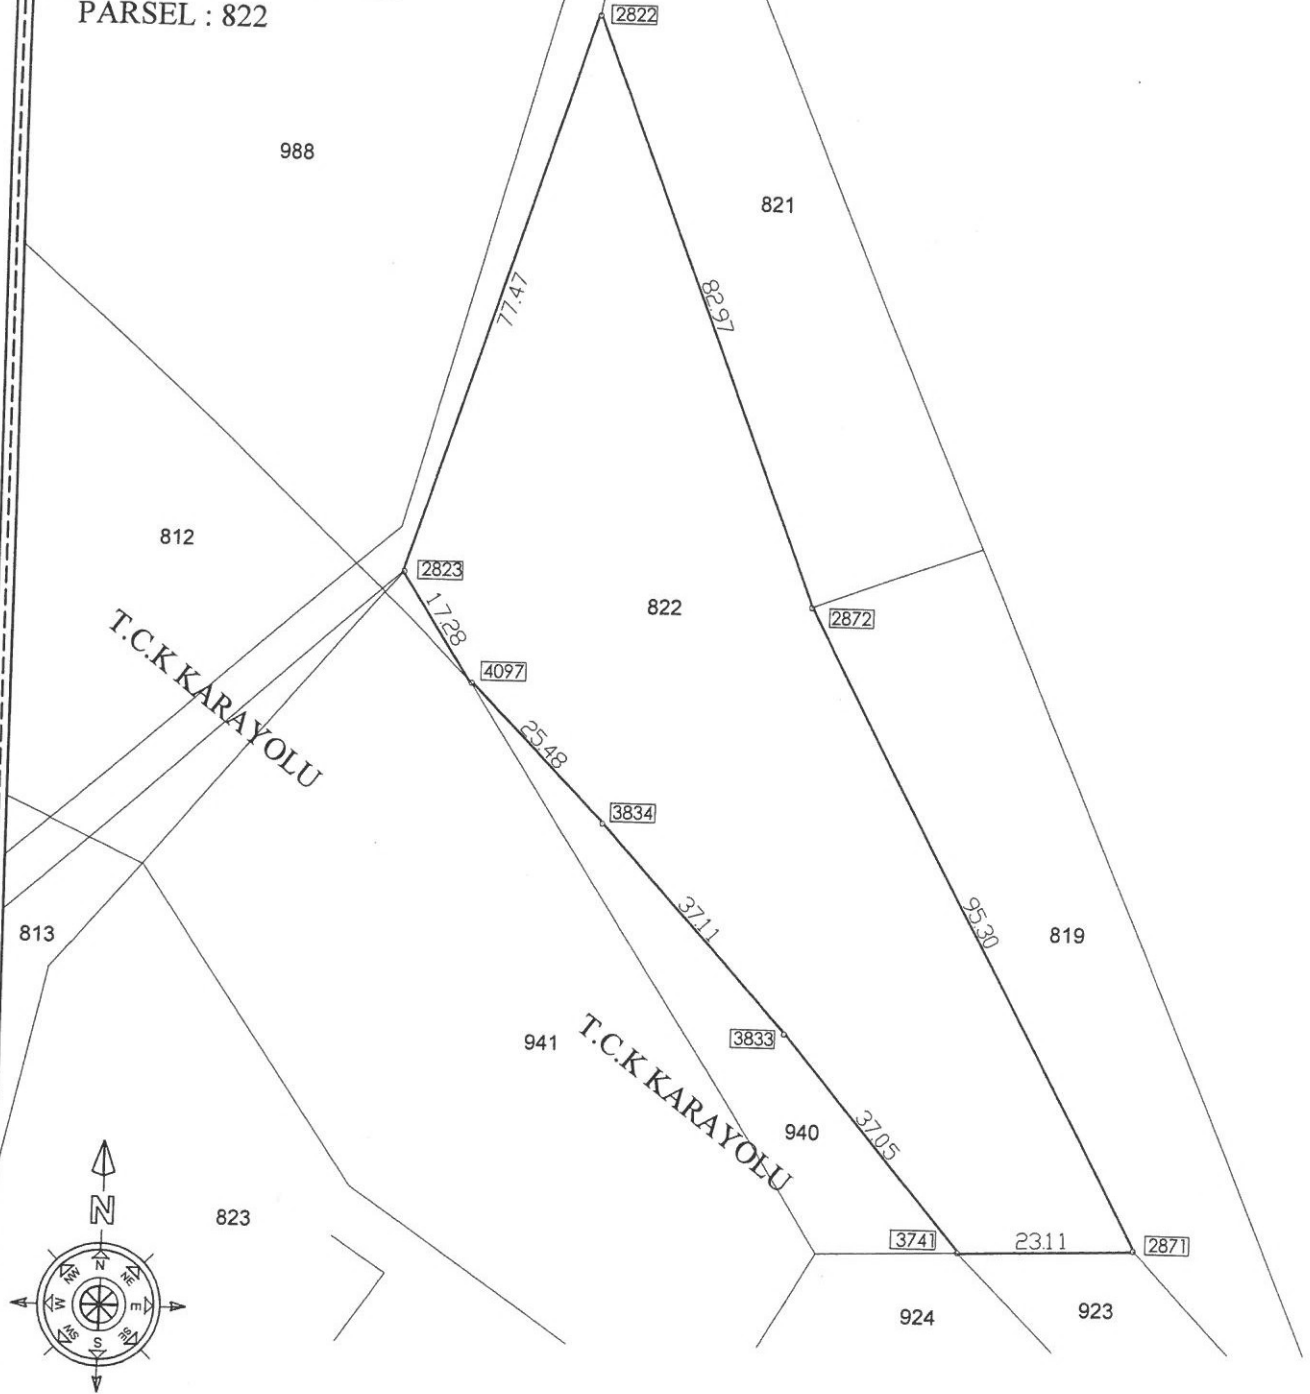 PARSEL : 822
2822
988
821
77.47
82.97
812
2823
822
2872
17.28
T.C.K KARAYOLU
4097
25.48
3834
37.11
95.30
813
819
941
3833
T.C.K KARAYOLU
940
37.05
N
823
3741
23.11
2871
N
NW
NE
W
E
SW
SE
S
924
923